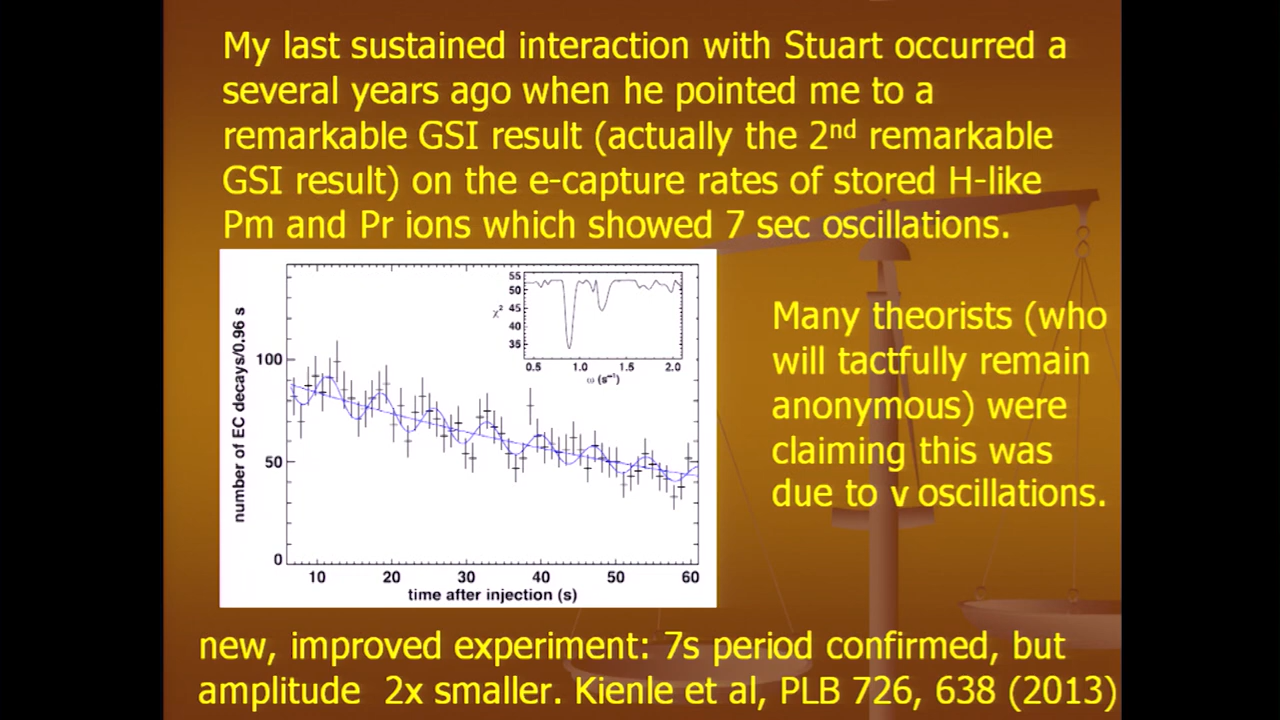 My last sustained interaction with Stuart occurred a
several years ago when he pointed me to a
remarkable GSI result (actually the 2nd remarkable
GSI result) on the e-capture rates of stored H-like
Pm and Pr ions which showed 7 sec oscillations.
number of EC decays/0.96 s
100
50
0
10 20 30 40 50 60
time after injection (s)
χ²
55
50
45
40
35
0.5 1.0 1.5 2.0
ω (s⁻¹)
Many theorists (who
will tactfully remain
anonymous) were
claiming this was
due to ν oscillations.
new, improved experiment: 7s period confirmed, but
amplitude 2x smaller. Kienle et al, PLB 726, 638 (2013)